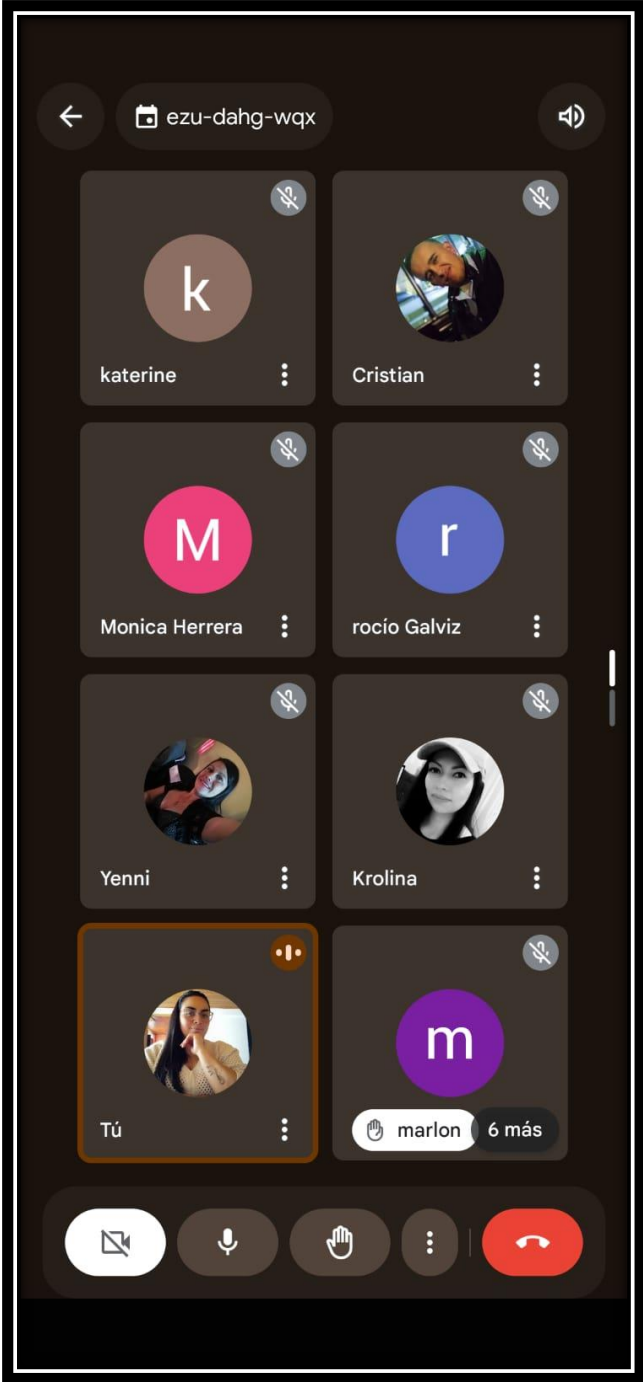 ezu-dahg-wqx
k
katerine
Cristian
M
Monica Herrera
r
rocío Galviz
Yenni
Krolina
Tú
m
marlon
6 más